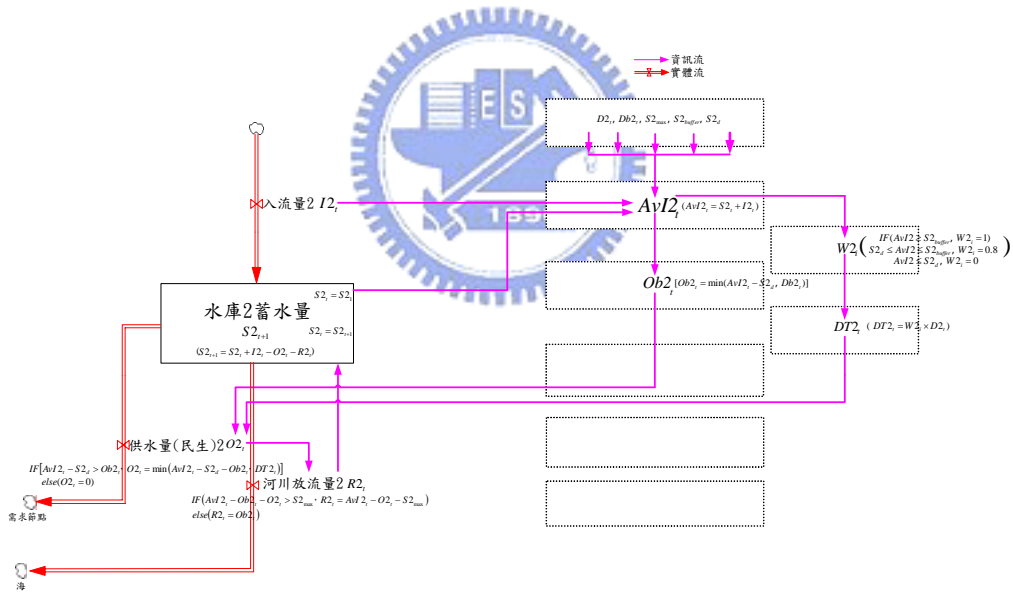 資訊流
實體流
ES
189
D2t, Db2t, S2max, S2buffer, S2d
入流量2 I2t
AvI2t (AvI2t = S2t + I2t)
W2t ( IF(AvI2 ≥ S2buffer, W2t = 1)
S2d ≤ AvI2 ≤ S2buffer, W2t = 0.8
AvI2 ≤ S2d, W2t = 0 )
Ob2t [Ob2t = min(AvI2t − S2d, Db2t)]
水庫2蓄水量
S2t = S21
S2t+1
S2t = S2t+1
(S2t+1 = S2t + I2t − O2t − R2t)
DT2t (DT2t = W2t × D2t)
供水量(民生)2 O2t
IF[AvI2t − S2d > Ob2t, O2t = min(AvI2t − S2d − Ob2t, DT2t)]
else(O2t = 0)
河川放流量2 R2t
IF(AvI2t − Ob2t − O2t > S2max, R2t = AvI2t − O2t − S2max)
else(R2t = Ob2t)
需求節點
海